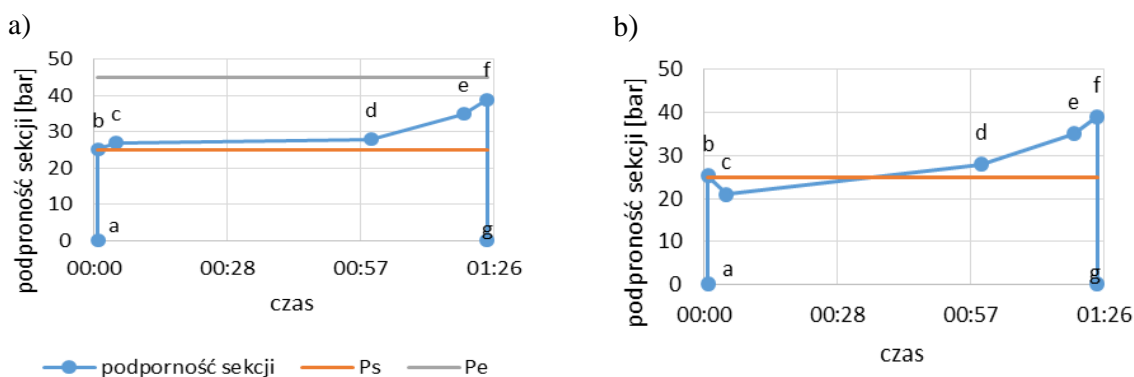 a)
podproność sekcji [bar]
50
40
30
20
10
0
a
b
c
d
e
f
g
00:00 00:28 00:57 01:26
czas
podporność sekcji Ps Pe
b)
podproność sekcji [bar]
50
40
30
20
10
0
a
b
c
d
e
f
g
00:00 00:28 00:57 01:26
czas